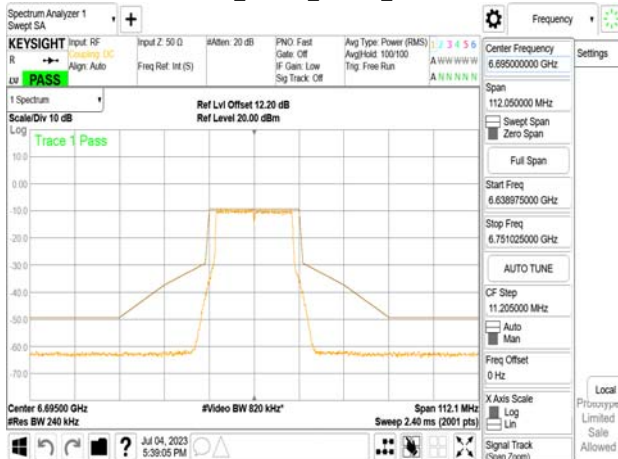 Spectrum Analyzer 1
Swept SA
Frequency
KEYSIGHT
Input: RF
Coupling: DC
Align: Auto
Input Z: 50 Ω
Freq Ref: Int (S)
#Atten: 20 dB
PNO: Fast
Gate: Off
IF Gain: Low
Sig Track: Off
Avg Type: Power (RMS)
Avg|Hold: 100/100
Trig: Free Run
1 2 3 4 5 6
A W W W W W
A N N N N N
R
LV
PASS
1 Spectrum
Scale/Div 10 dB
Ref Lvl Offset 12.20 dB
Ref Level 20.00 dBm
Log
Trace 1 Pass
10.0
0.00
-10.0
-20.0
-30.0
-40.0
-50.0
-60.0
-70.0
Center 6.69500 GHz
#Res BW 240 kHz
#Video BW 820 kHz*
Span 112.1 MHz
Sweep 2.40 ms (2001 pts)
Jul 04, 2023
5:39:05 PM
Center Frequency
6.695000000 GHz
Settings
Span
112.050000 MHz
Swept Span
Zero Span
Full Span
Start Freq
6.638975000 GHz
Stop Freq
6.751025000 GHz
AUTO TUNE
CF Step
11.205000 MHz
Auto
Man
Freq Offset
0 Hz
X Axis Scale
Log
Lin
Signal Track
(Span Zoom)
Local
Prototype
Limited
Sale
Allowed